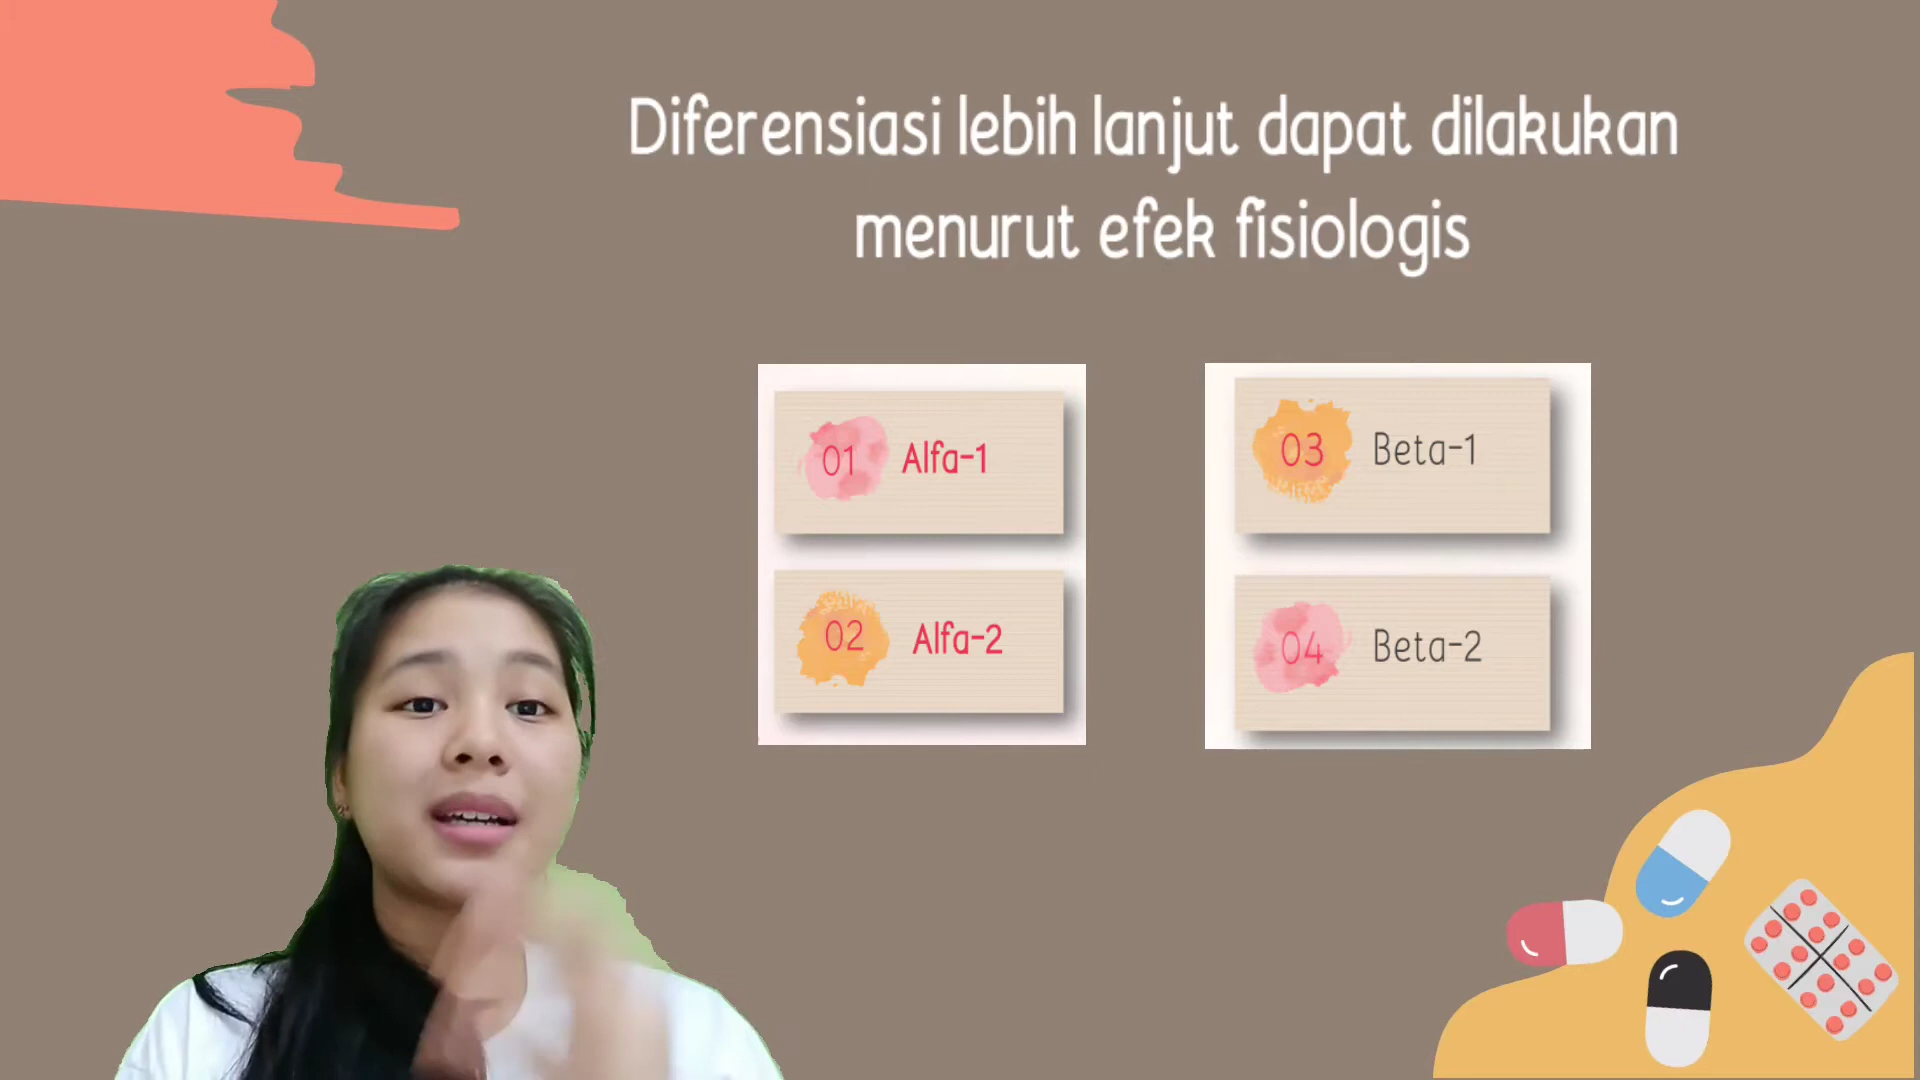 Diferensiasi lebih lanjut dapat dilakukan
menurut efek fisiologis
01 Alfa-1
02 Alfa-2
03 Beta-1
04 Beta-2